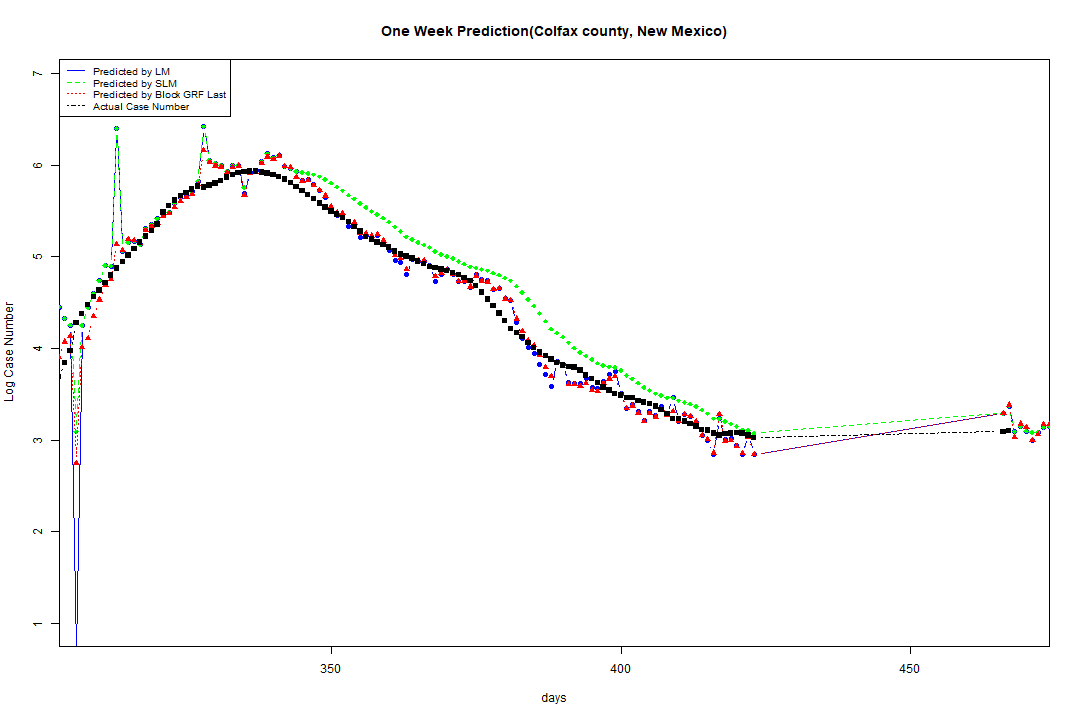 One Week Prediction(Colfax county, New Mexico)
Predicted by LM
Predicted by SLM
Predicted by Block GRF Last
Actual Case Number
7
6
5
4
3
2
1
Log Case Number
350
400
450
days